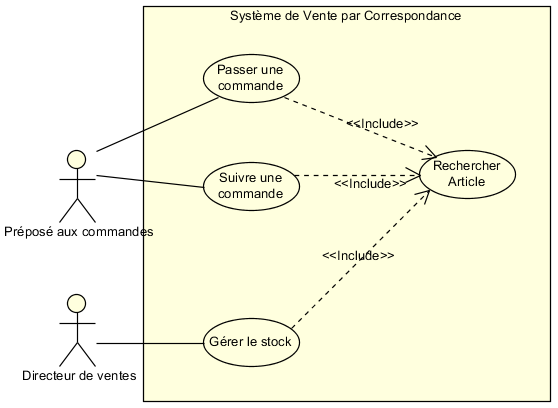 Système de Vente par Correspondance
Passer une
commande
<<Include>>
Rechercher
Article
Suivre une
commande
<<Include>>
Préposé aux commandes
<<Include>>
Gérer le stock
Directeur de ventes